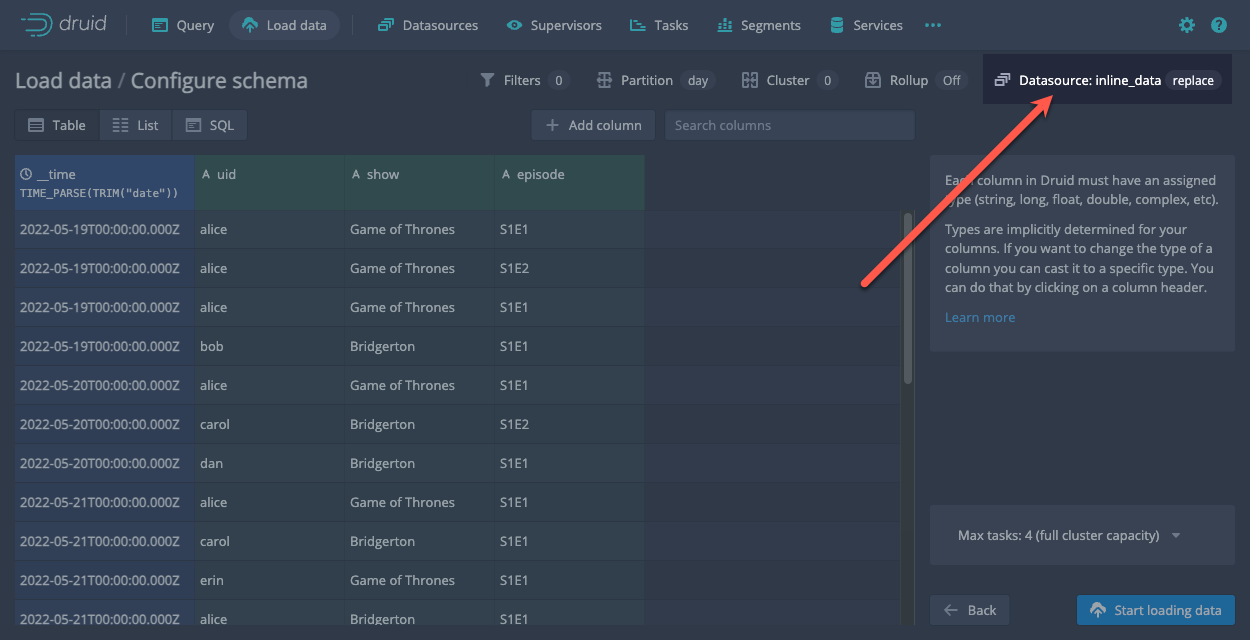 druid Query Load data Datasources Supervisors Tasks Segments Services
Load data / Configure schema Filters 0 Partition day Cluster 0 Rollup Off Datasource: inline_data replace
Table List SQL Add column Search columns
__time A uid A show A episode
TIME_PARSE(TRIM("date"))
2022-05-19T00:00:00.000Z alice Game of Thrones S1E1
2022-05-19T00:00:00.000Z alice Game of Thrones S1E2
2022-05-19T00:00:00.000Z alice Game of Thrones S1E1
2022-05-19T00:00:00.000Z bob Bridgerton S1E1
2022-05-20T00:00:00.000Z alice Game of Thrones S1E1
2022-05-20T00:00:00.000Z carol Bridgerton S1E2
2022-05-20T00:00:00.000Z dan Bridgerton S1E1
2022-05-21T00:00:00.000Z alice Game of Thrones S1E1
2022-05-21T00:00:00.000Z carol Bridgerton S1E1
2022-05-21T00:00:00.000Z erin Game of Thrones S1E1
2022-05-21T00:00:00.000Z alice Bridgerton S1E1
Each column in Druid must have an assigned
type (string, long, float, double, complex, etc).
Types are implicitly determined for your
columns. If you want to change the type of a
column you can cast it to a specific type. You
can do that by clicking on a column header.
Learn more
Max tasks: 4 (full cluster capacity)
Back Start loading data